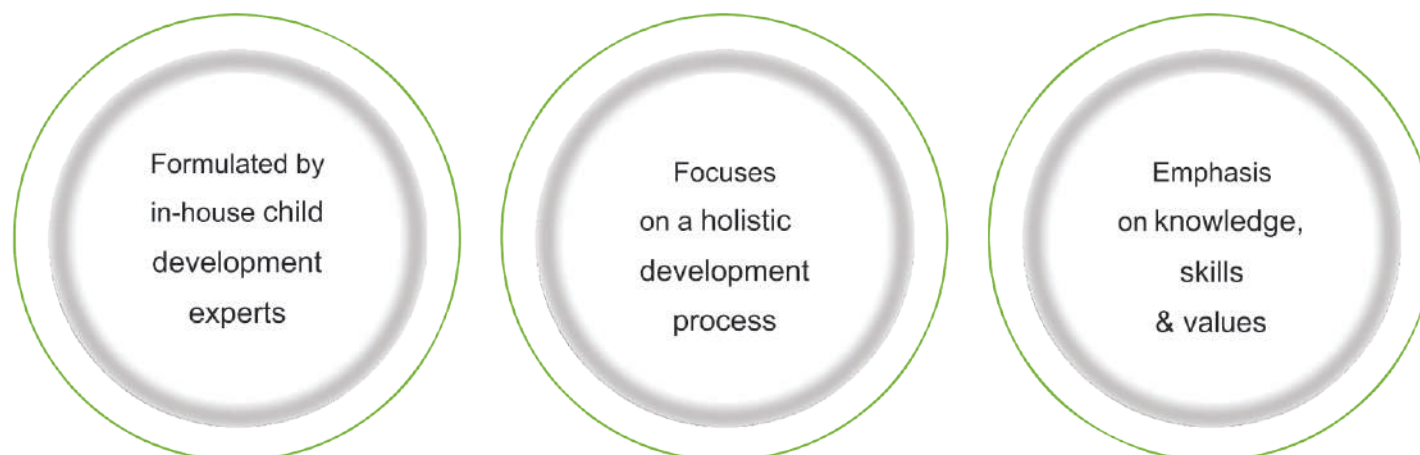 Formulated by
in-house child
development
experts
Focuses
on a holistic
development
process
Emphasis
on knowledge,
skills
& values